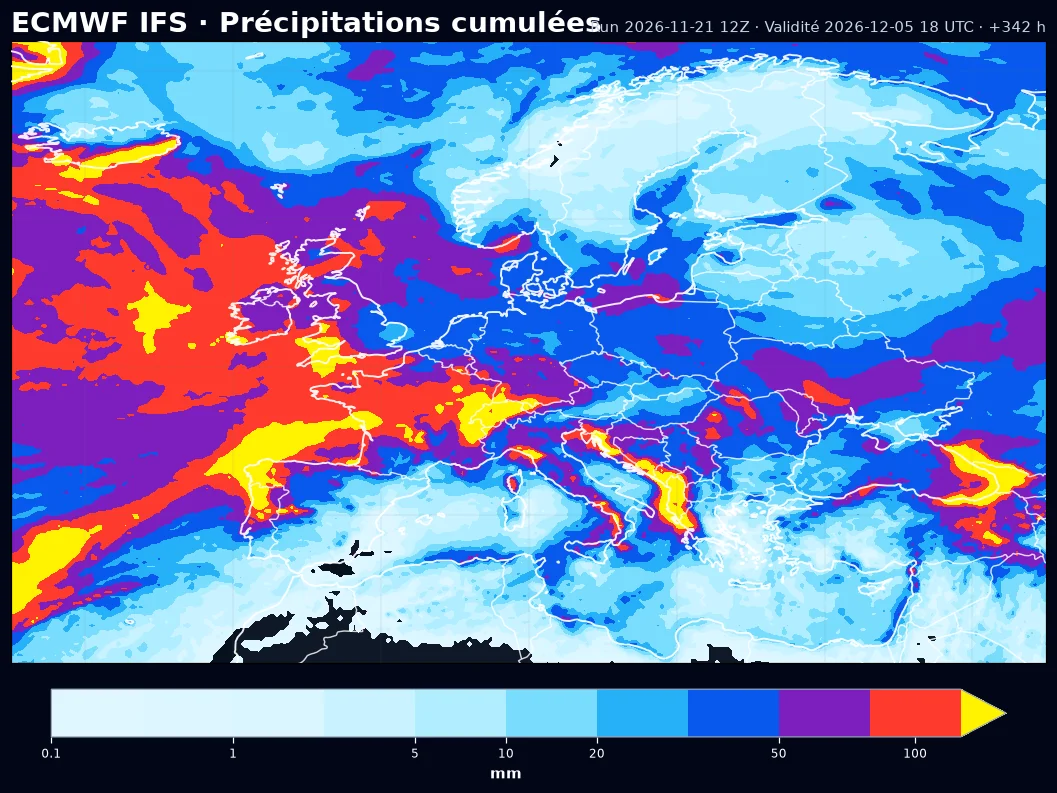 ECMWF IFS · Précipitations cumulées
Run 2026-11-21 12Z · Validité 2026-12-05 18 UTC · +342 h
0.1 1 5 10 20 50 100
mm